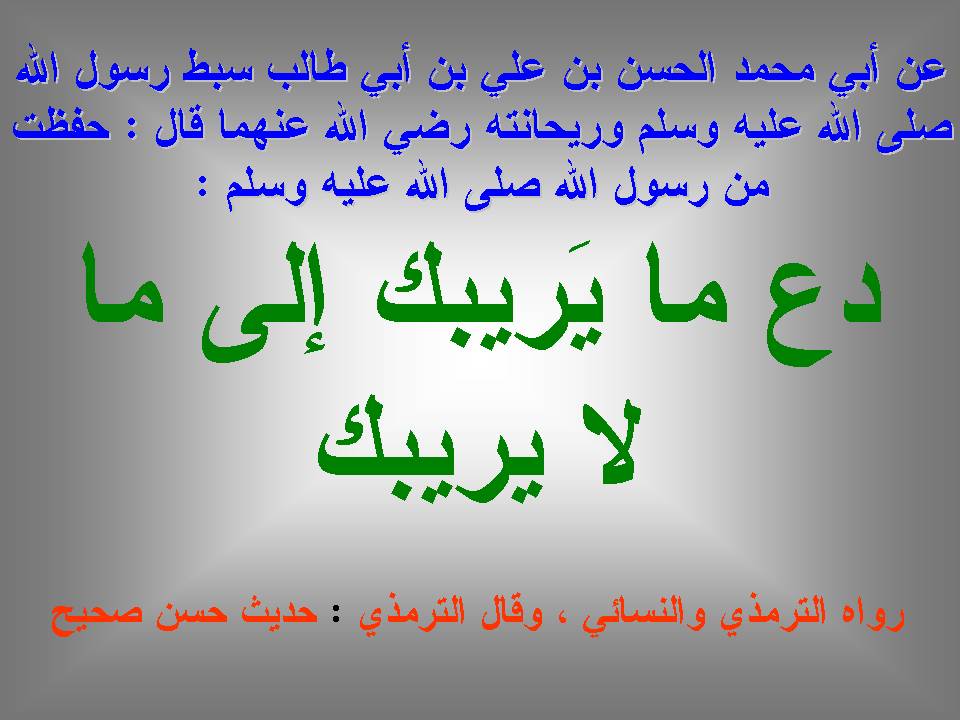 عن أبي محمد الحسن بن علي بن أبي طالب سبط رسول الله
صلى الله عليه وسلم وريحانته رضي الله عنهما قال : حفظت
من رسول الله صلى الله عليه وسلم :
دع ما يَريبك إلى ما
لا يريبك
رواه الترمذي والنسائي ، وقال الترمذي : حديث حسن صحيح